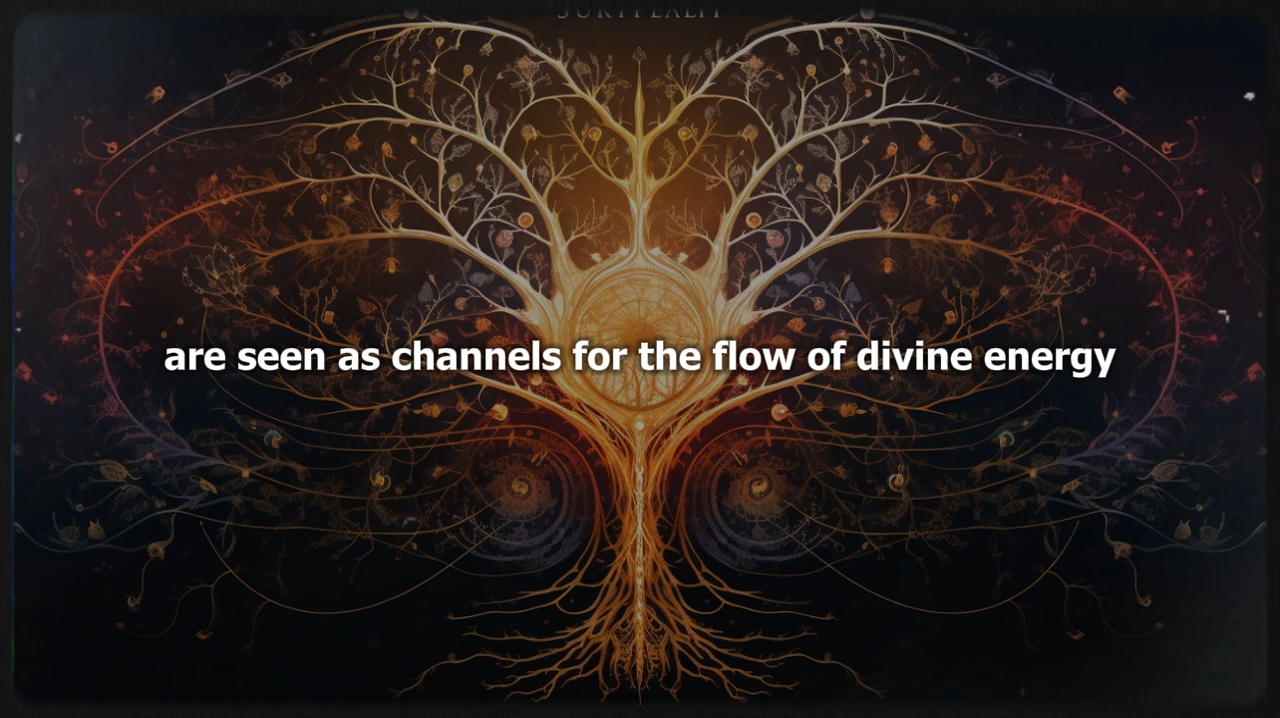 are seen as channels for the flow of divine energy